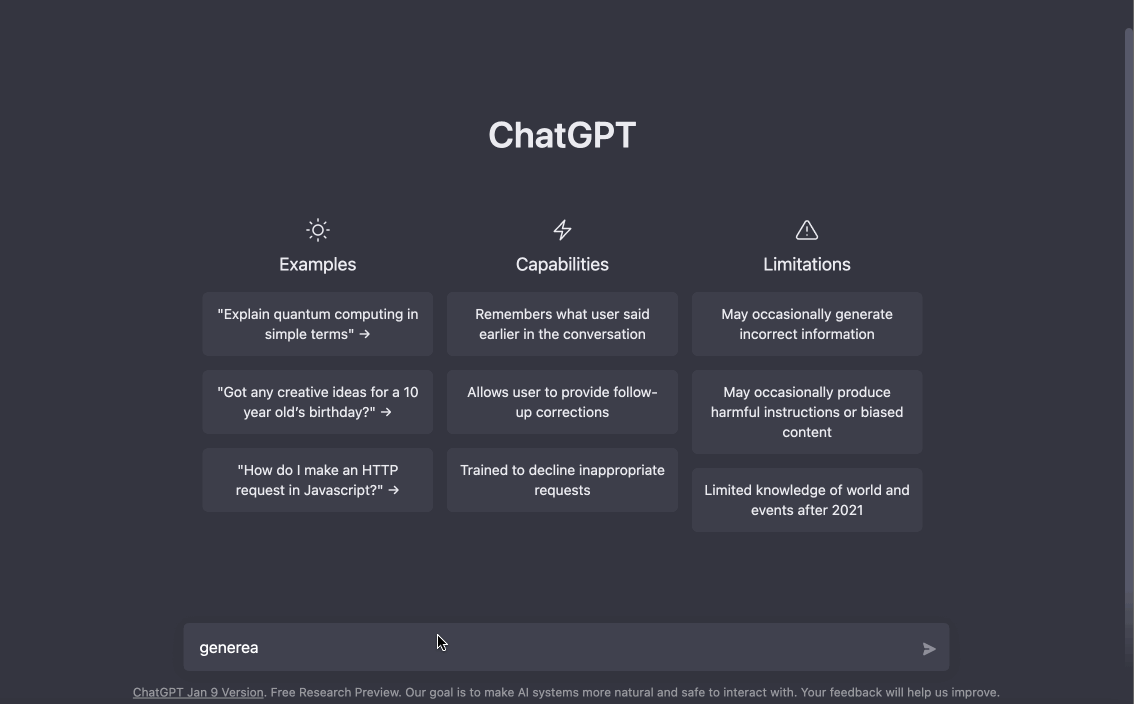 ChatGPT
Examples
"Explain quantum computing in
simple terms" →
"Got any creative ideas for a 10
year old’s birthday?" →
"How do I make an HTTP
request in Javascript?" →
Capabilities
Remembers what user said
earlier in the conversation
Allows user to provide follow-
up corrections
Trained to decline inappropriate
requests
Limitations
May occasionally generate
incorrect information
May occasionally produce
harmful instructions or biased
content
Limited knowledge of world and
events after 2021
generea
ChatGPT Jan 9 Version. Free Research Preview. Our goal is to make AI systems more natural and safe to interact with. Your feedback will help us improve.